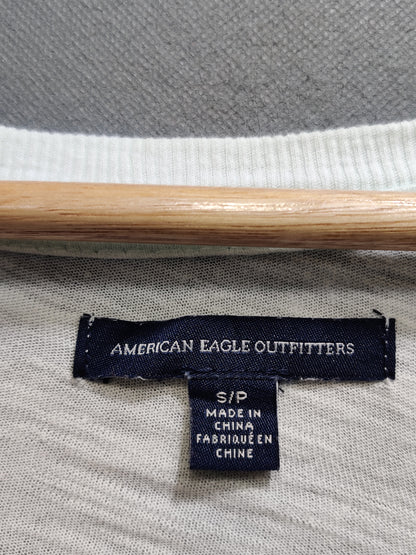 AMERICAN EAGLE OUTFITTERS
S/P
MADE IN
CHINA
FABRIQUÉ EN
CHINE